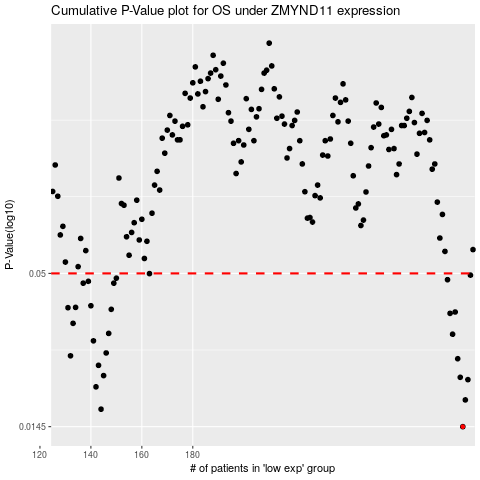 Cumulative P-Value plot for OS under ZMYND11 expression
P-Value(log10)
0.05
0.0145
120 140 160 180
# of patients in 'low exp' group